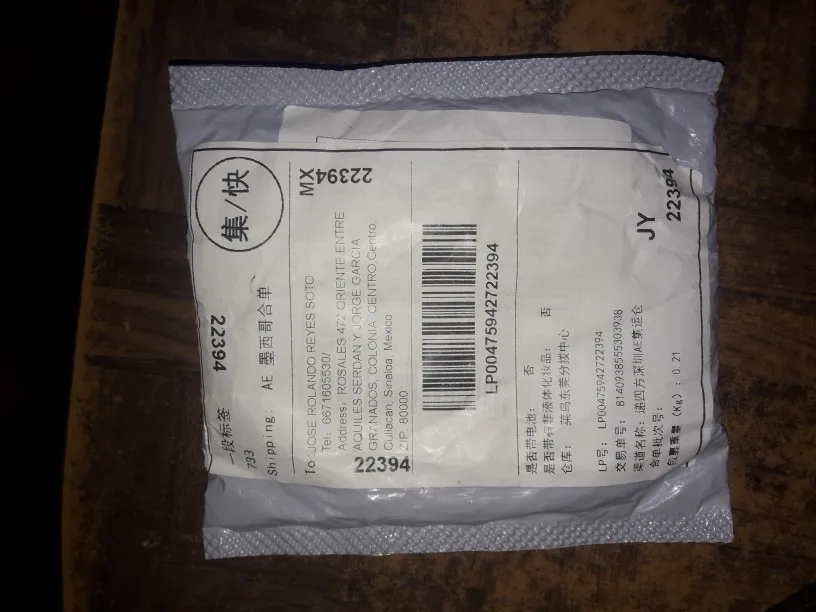 集/快
一段标签
22394
733
Shipping: AE 墨西哥合单
To: JOSE ROLANDO REYES SOTO
MX
Tel: 6671605530/
22394
Address: ROSALES 472 ORIENTE ENTRE
AQUILES SERDAN Y JORGE GARCIA
GRANADOS, COLONIA CENTRO,Centro,
Culiacan, Sinaloa, Mexico
ZIP: 80000
22394
LP00475942722394
是否带电池: 否
是否带有非液体化妆品: 否
仓库: 菜鸟东莞分拨中心
LP号: LP00475942722394
交易单号: 8140938555303938
渠道名称: 递四方深圳AE集运仓
合单批次号:
包裹重量(Kg): 0.21
JY
22394